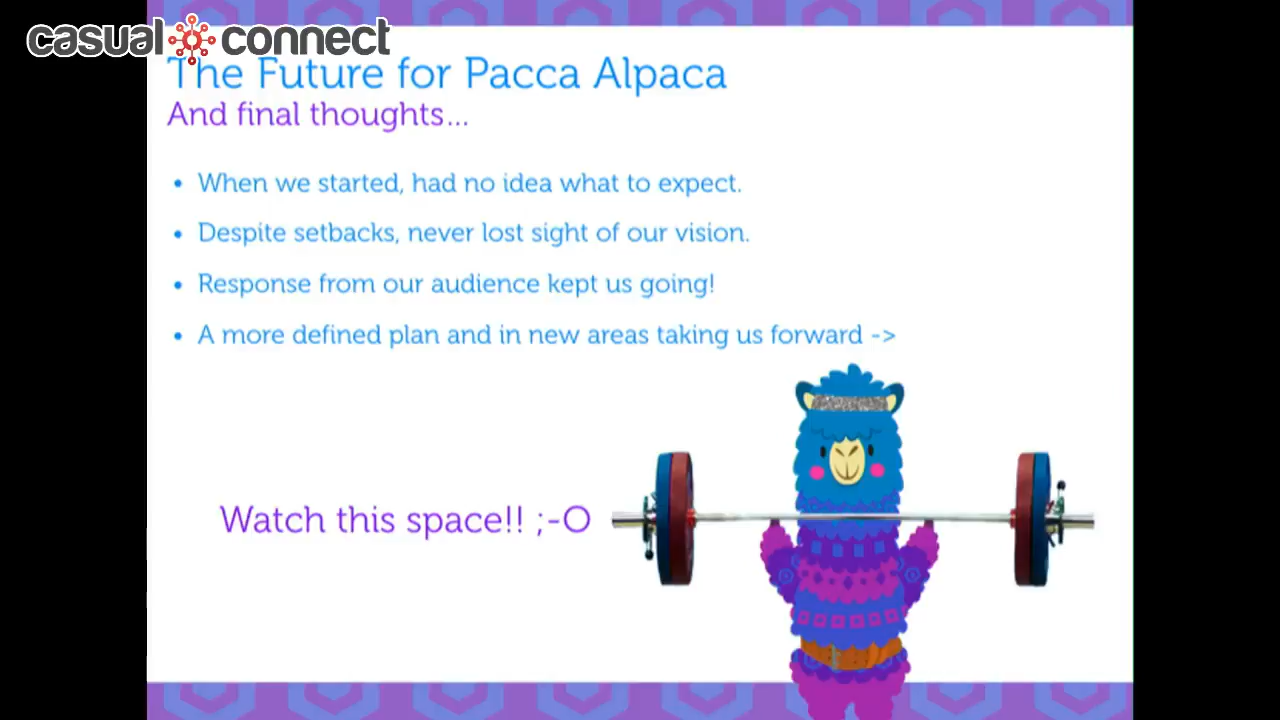 casual connect
The Future for Pacca Alpaca
And final thoughts...
• When we started, had no idea what to expect.
• Despite setbacks, never lost sight of our vision.
• Response from our audience kept us going!
• A more defined plan and in new areas taking us forward ->
Watch this space!! ;-O